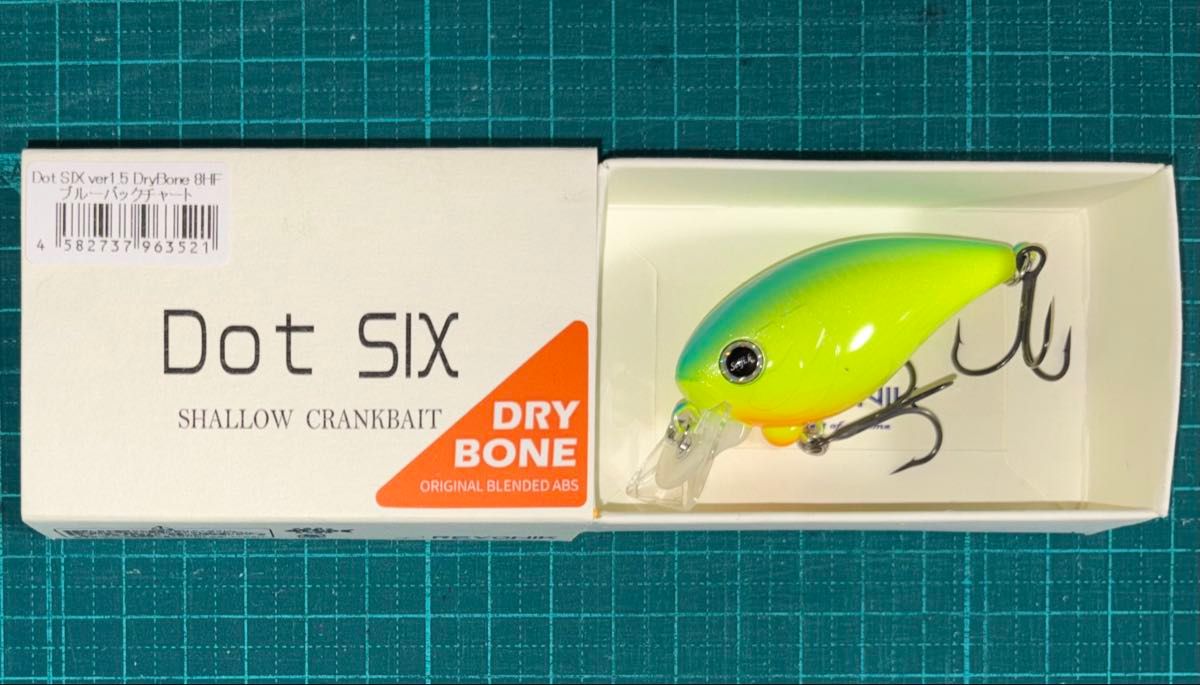 Dot SIX ver1.5 DryBone 8HF
ブルーバックチャート
4 582737 963521
Dot SIX
SHALLOW CRANKBAIT
DRY
BONE
ORIGINAL BLENDED ABS